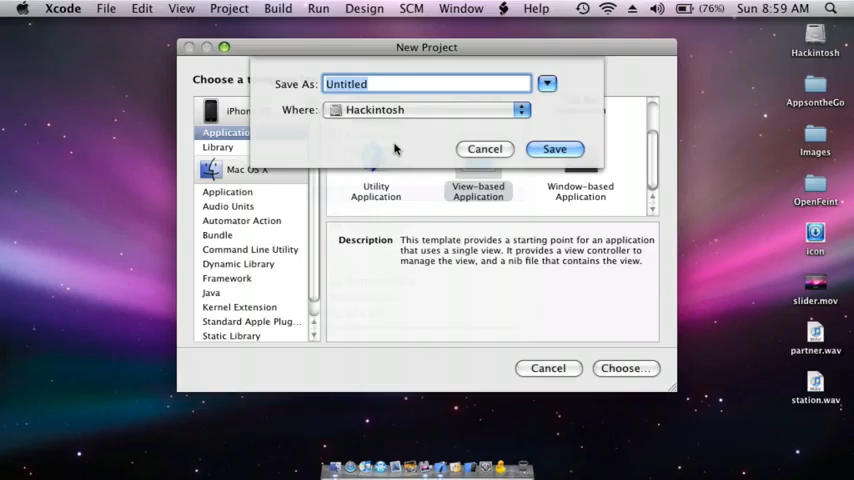 Xcode File Edit View Project Build Run Format Design SCM Window Help (76%) Sun 8:59 AM
New Project
Choose a
Save As: Untitled
Where: Hackintosh
Cancel Save
Applicatio
Library
Mac OS X
Application
Audio Units
Automator Action
Bundle
Command Line Utility
Dynamic Library
Framework
Java
Kernel Extension
Standard Apple Plug...
Static Library
Utility
Application
View-based
Application
Window-based
Application
Description This template provides a starting point for an application
that uses a single view. It provides a view controller to
manage the view, and a nib file that contains the view.
Cancel Choose...
Hackintosh
AppsontheGo
Images
OpenFeint
icon
slider.mov
partner.wav
station.wav